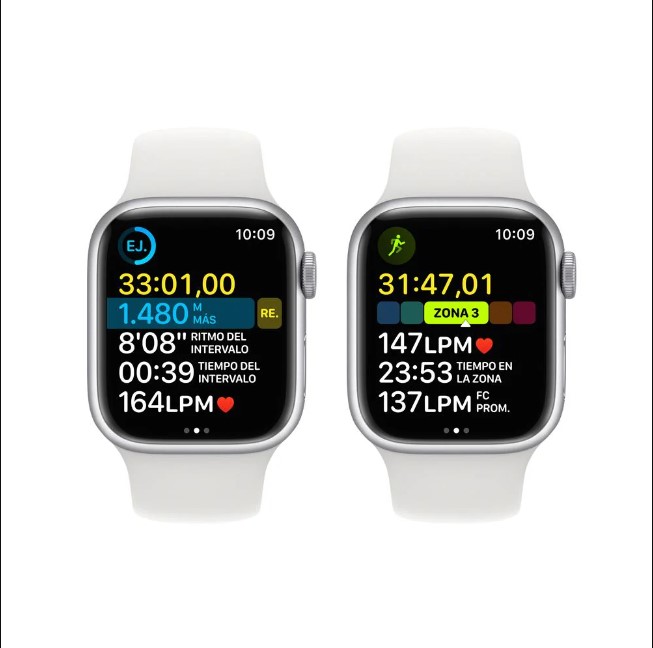 EJ.
10:09
33:01,00
1.480 M MÁS
RE.
8'08" RITMO DEL INTERVALO
00:39 TIEMPO DEL INTERVALO
164LPM
10:09
31:47,01
ZONA 3
147LPM
23:53 TIEMPO EN LA ZONA
137LPM FC PROM.